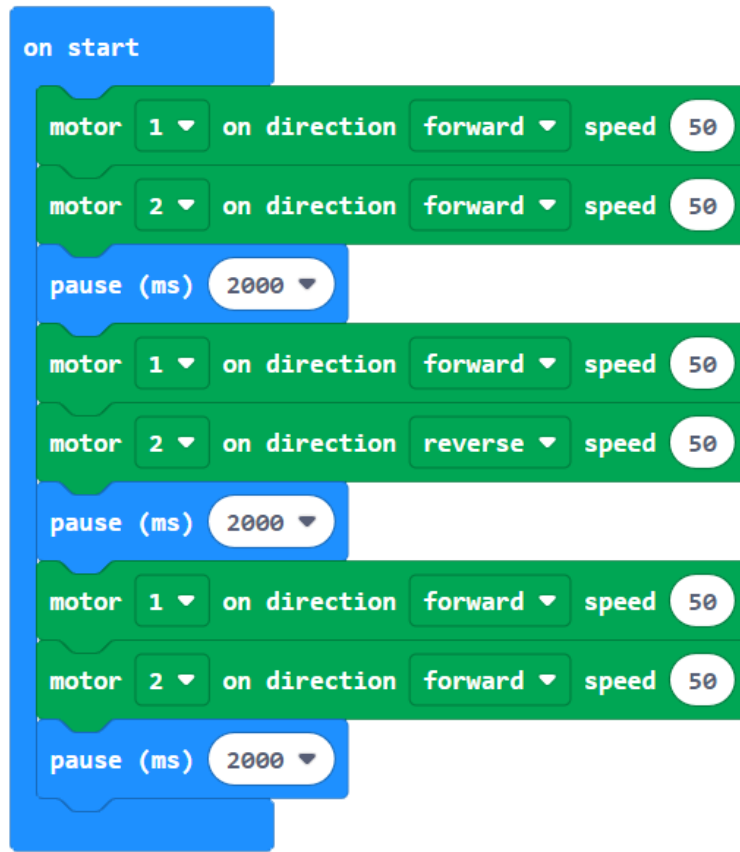 on start
motor 1 on direction forward speed 50
motor 2 on direction forward speed 50
pause (ms) 2000
motor 1 on direction forward speed 50
motor 2 on direction reverse speed 50
pause (ms) 2000
motor 1 on direction forward speed 50
motor 2 on direction forward speed 50
pause (ms) 2000